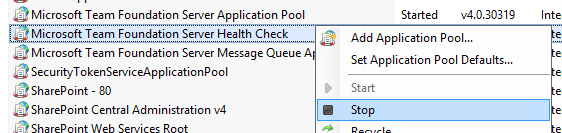 Microsoft Team Foundation Server Application Pool Started v4.0.30319 Inte
Microsoft Team Foundation Server Health Check
Microsoft Team Foundation Server Message Queue Ap
SecurityTokenServiceApplicationPool
SharePoint - 80
SharePoint Central Administration v4
SharePoint Web Services Root
Add Application Pool...
Set Application Pool Defaults...
Start
Stop
Recycle